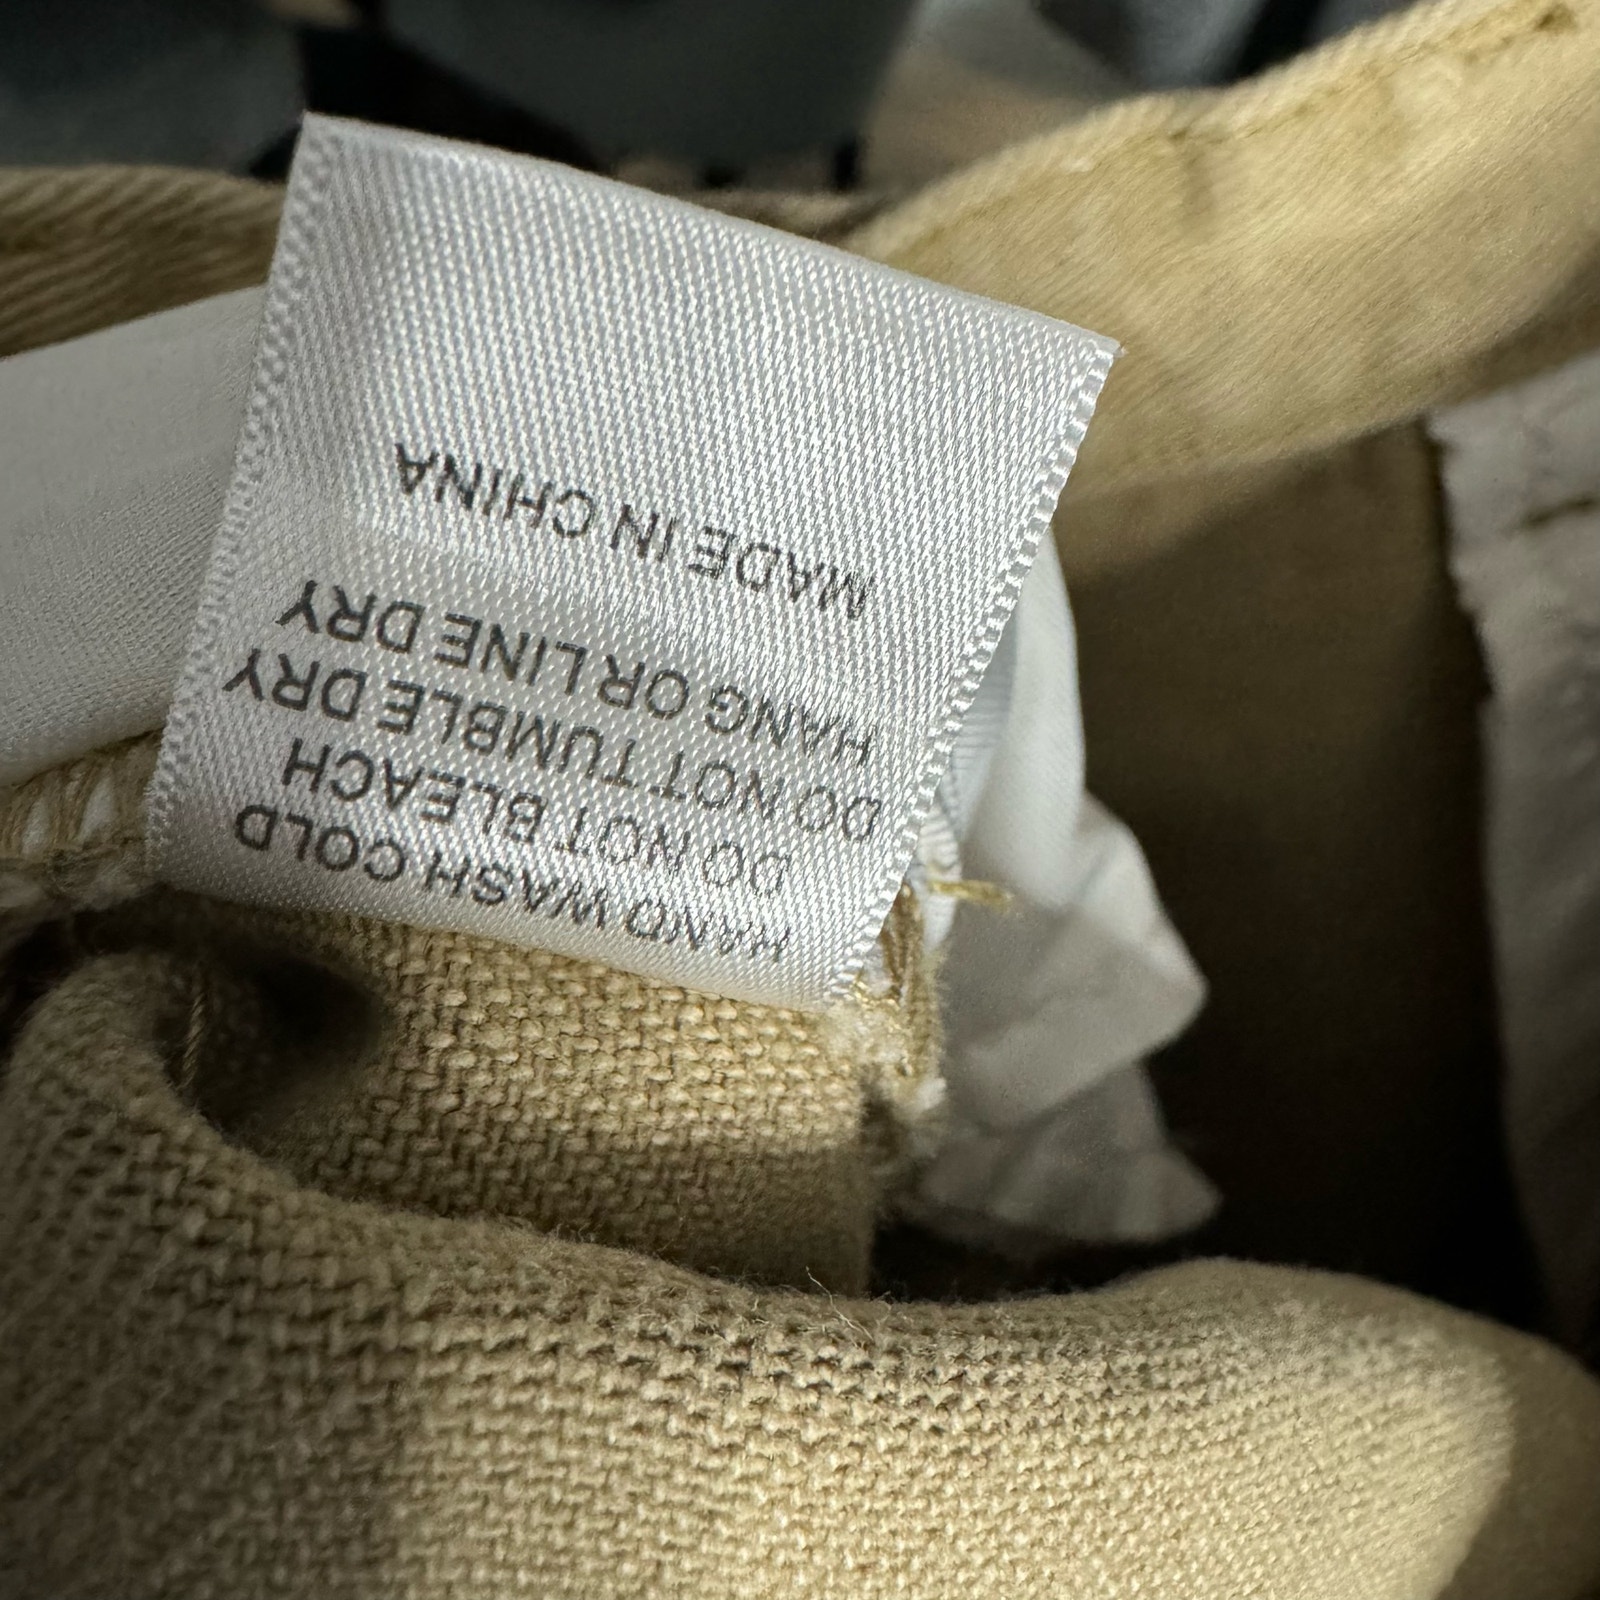 HAND WASH COLD
DO NOT BLEACH
DO NOT TUMBLE DRY
HANG OR LINE DRY
MADE IN CHINA